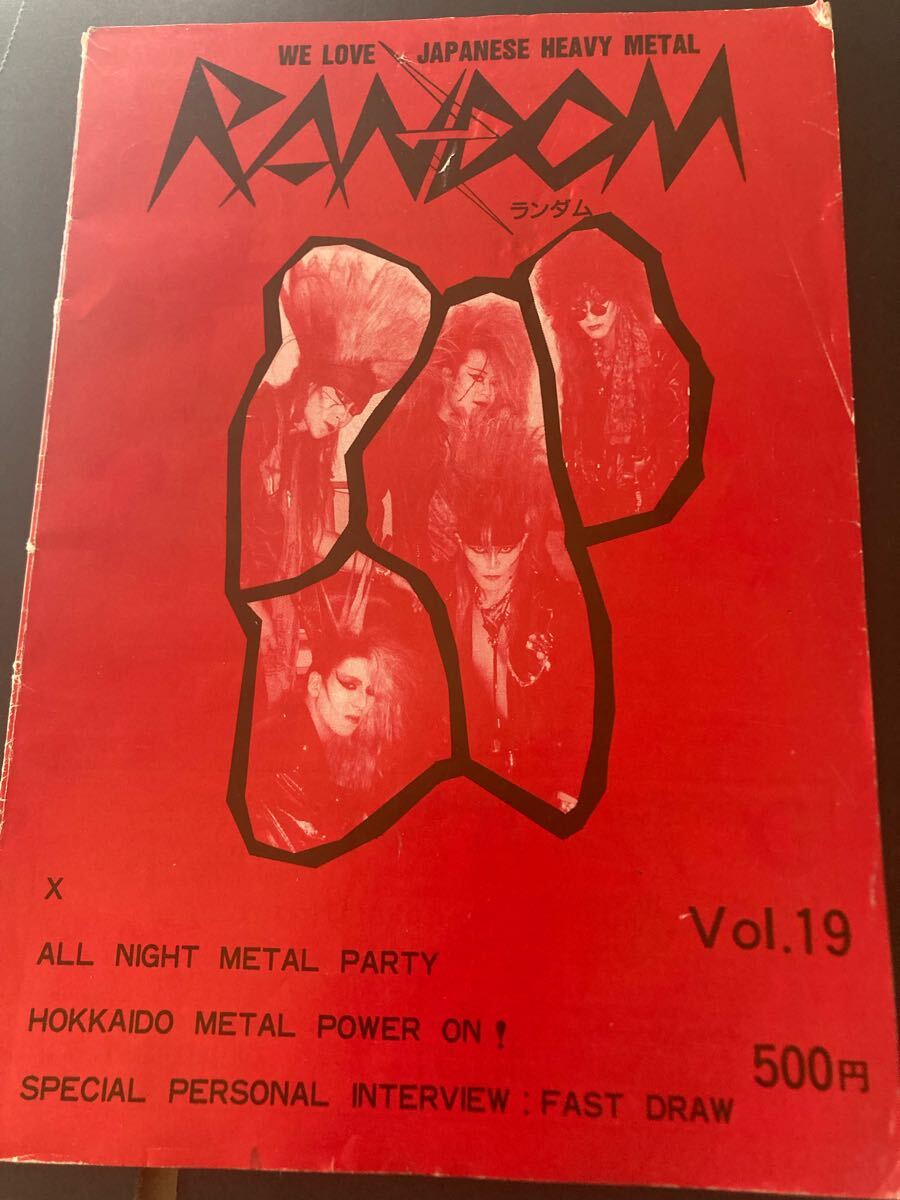 WE LOVE JAPANESE HEAVY METAL
RANDOM
ランダム
X
ALL NIGHT METAL PARTY
HOKKAIDO METAL POWER ON!
SPECIAL PERSONAL INTERVIEW : FAST DRAW
Vol.19
500円